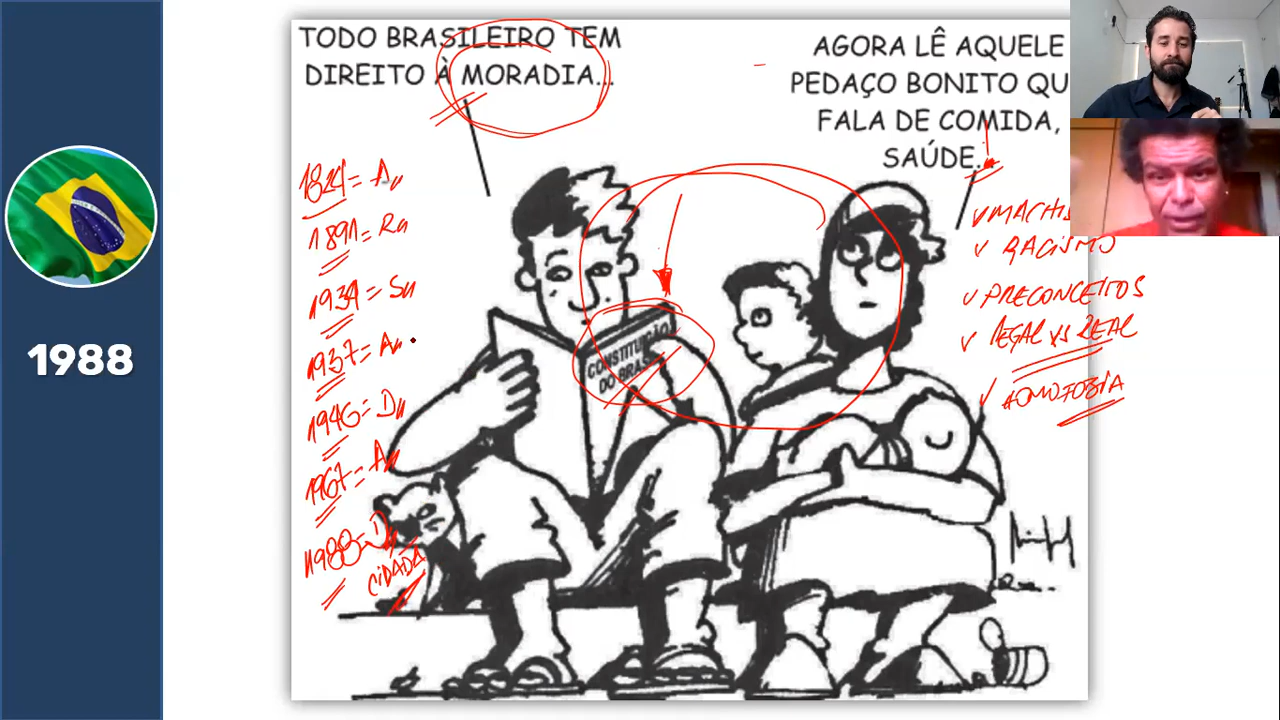 TODO BRASILEIRO TEM
DIREITO À MORADIA...
AGORA LÊ AQUELE
PEDAÇO BONITO QU
FALA DE COMIDA,
SAÚDE...
1988
CONSTITUIÇÃO
DO BRASIL
1824 =
1891 =
1934 =
1937 =
1946 =
1967 =
1988 =
CIDADÃ
MACHIS
RACISMO
PRECONCEITOS
LEGAL VS REAL
HOMOFOBIA